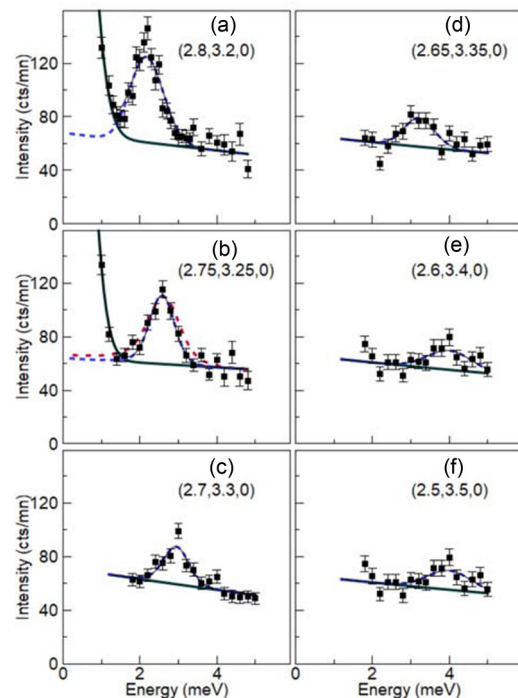 (a)
(2.8,3.2,0)
160
120
80
40
0
Intensity (cts/mn)
(d)
(2.65,3.35,0)
(b)
(2.75,3.25,0)
120
80
40
0
Intensity (cts/mn)
(e)
(2.6,3.4,0)
(c)
(2.7,3.3,0)
120
80
40
0
Intensity (cts/mn)
0
2
4
Energy (meV)
(f)
(2.5,3.5,0)
0
2
4
Energy (meV)